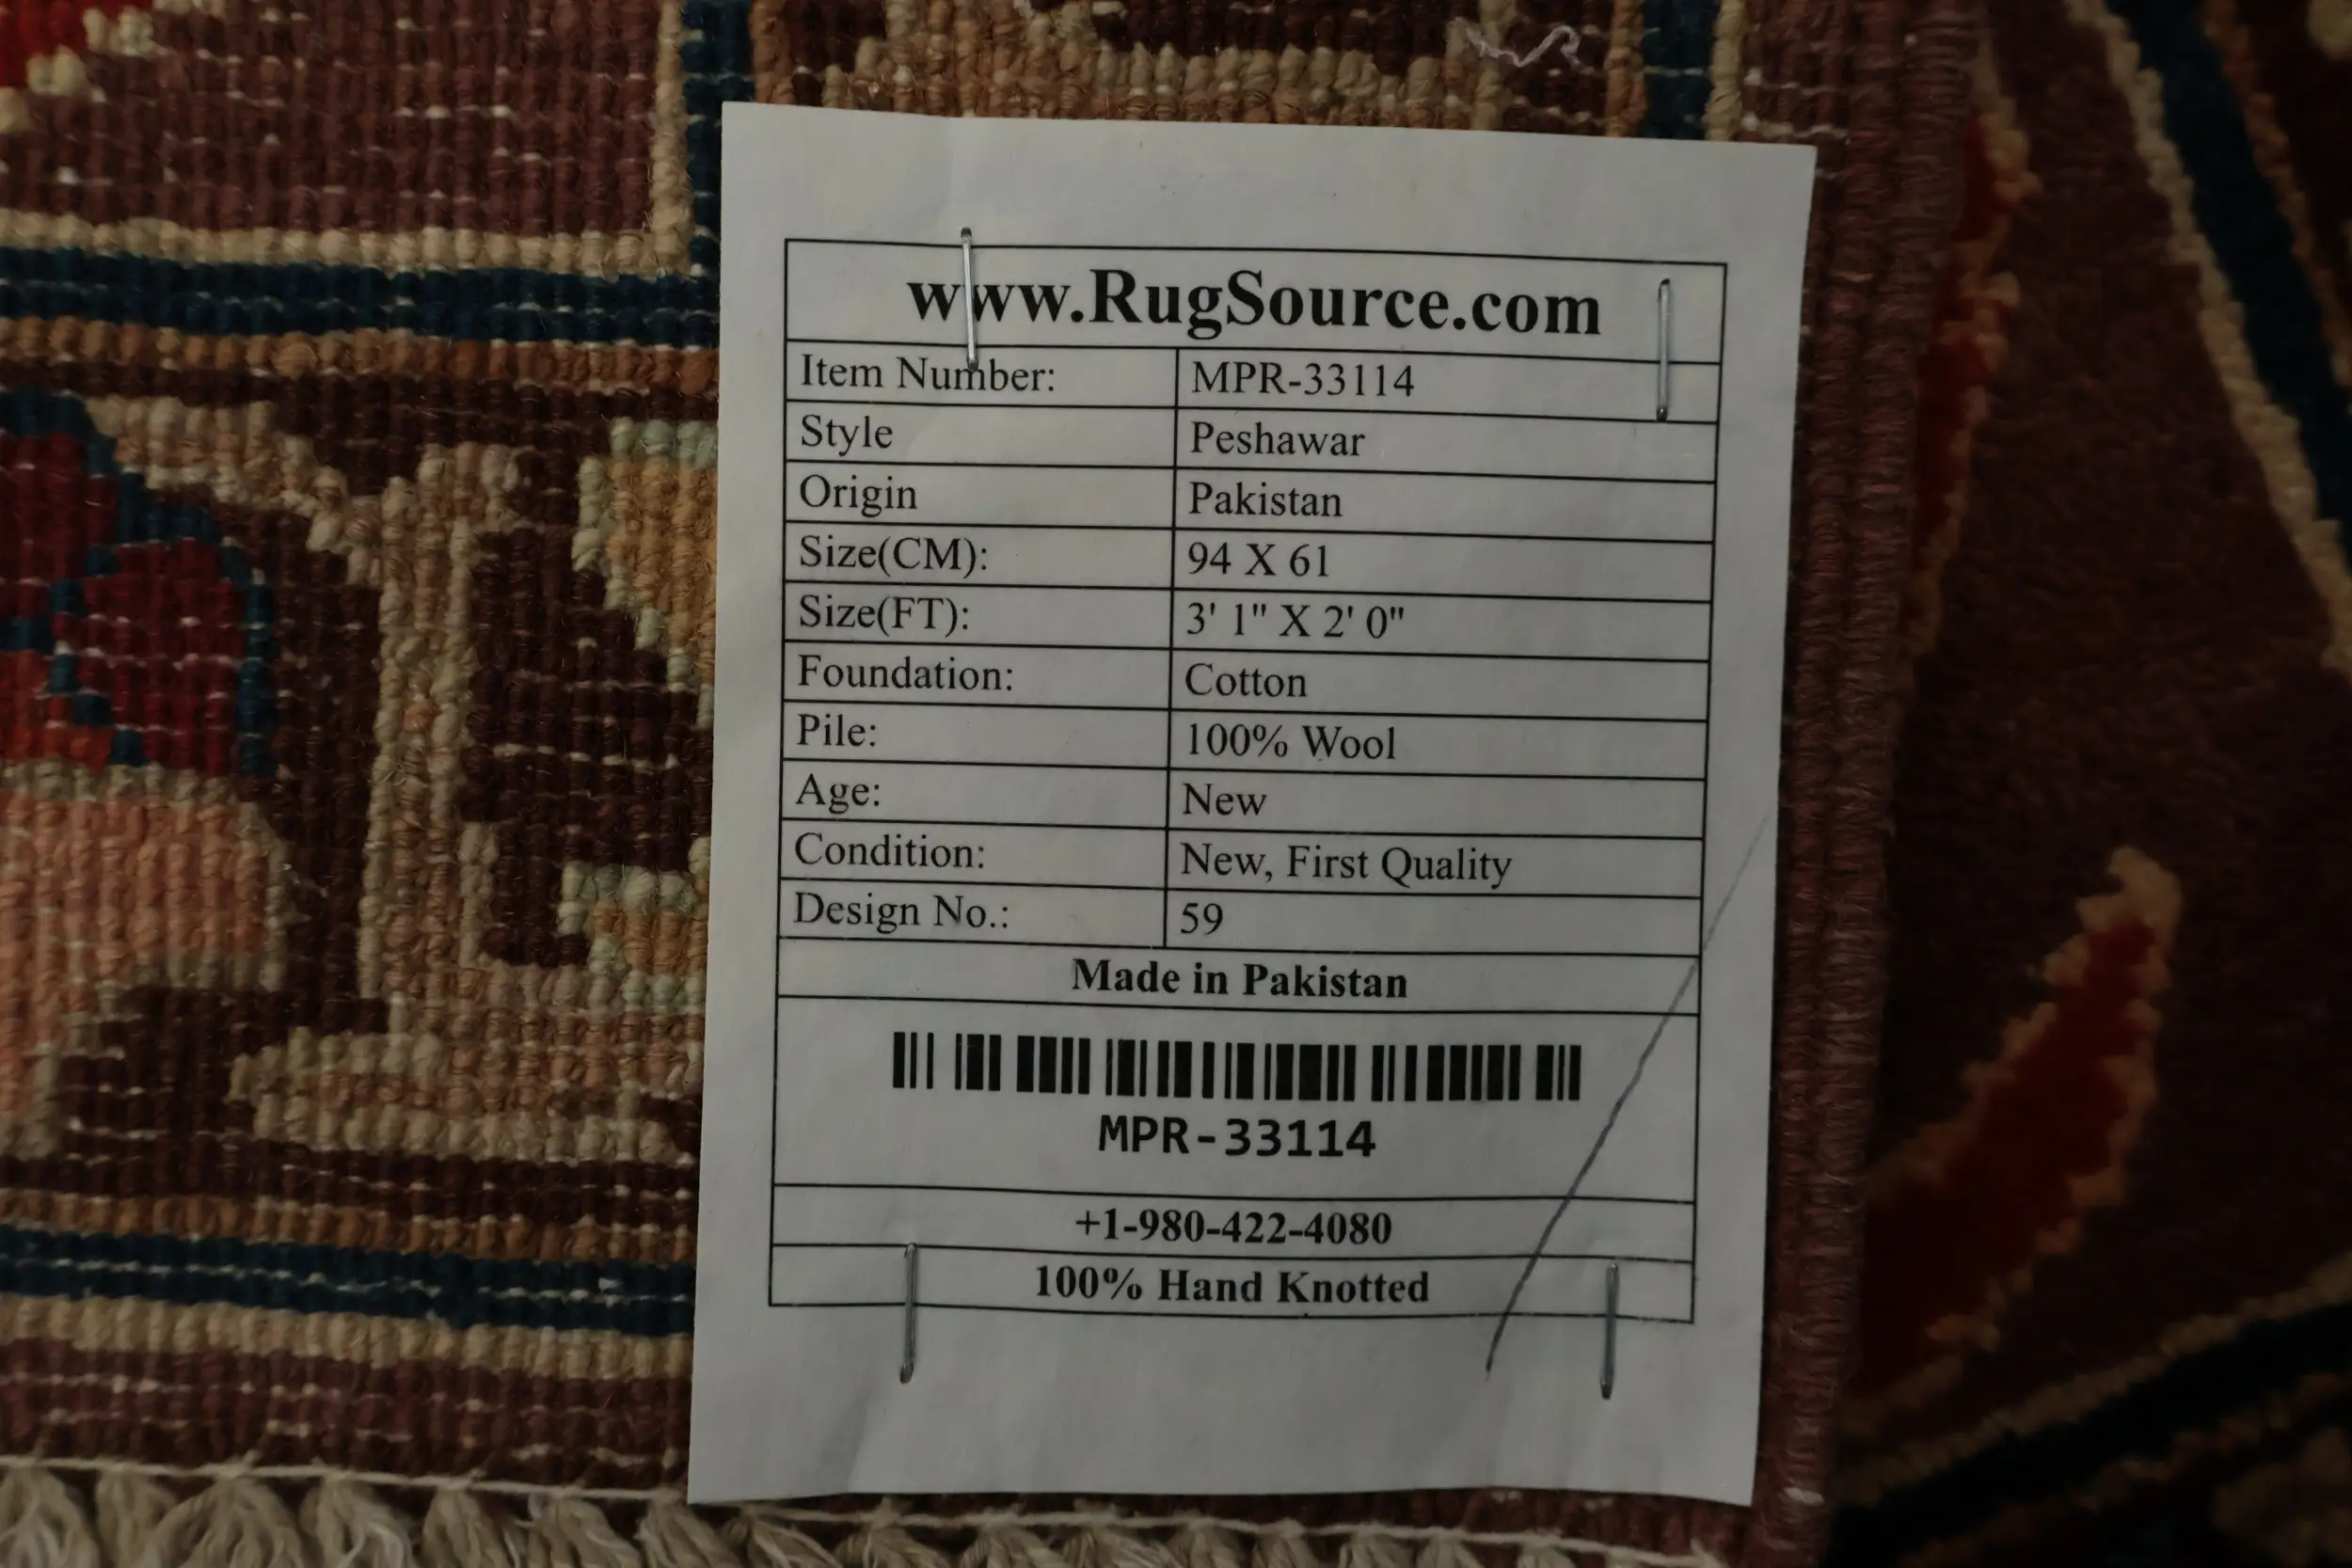 www.RugSource.com
Item Number: MPR-33114
Style Peshawar
Origin Pakistan
Size(CM): 94 X 61
Size(FT): 3' 1" X 2' 0"
Foundation: Cotton
Pile: 100% Wool
Age: New
Condition: New, First Quality
Design No.: 59
Made in Pakistan
MPR-33114
+1-980-422-4080
100% Hand Knotted